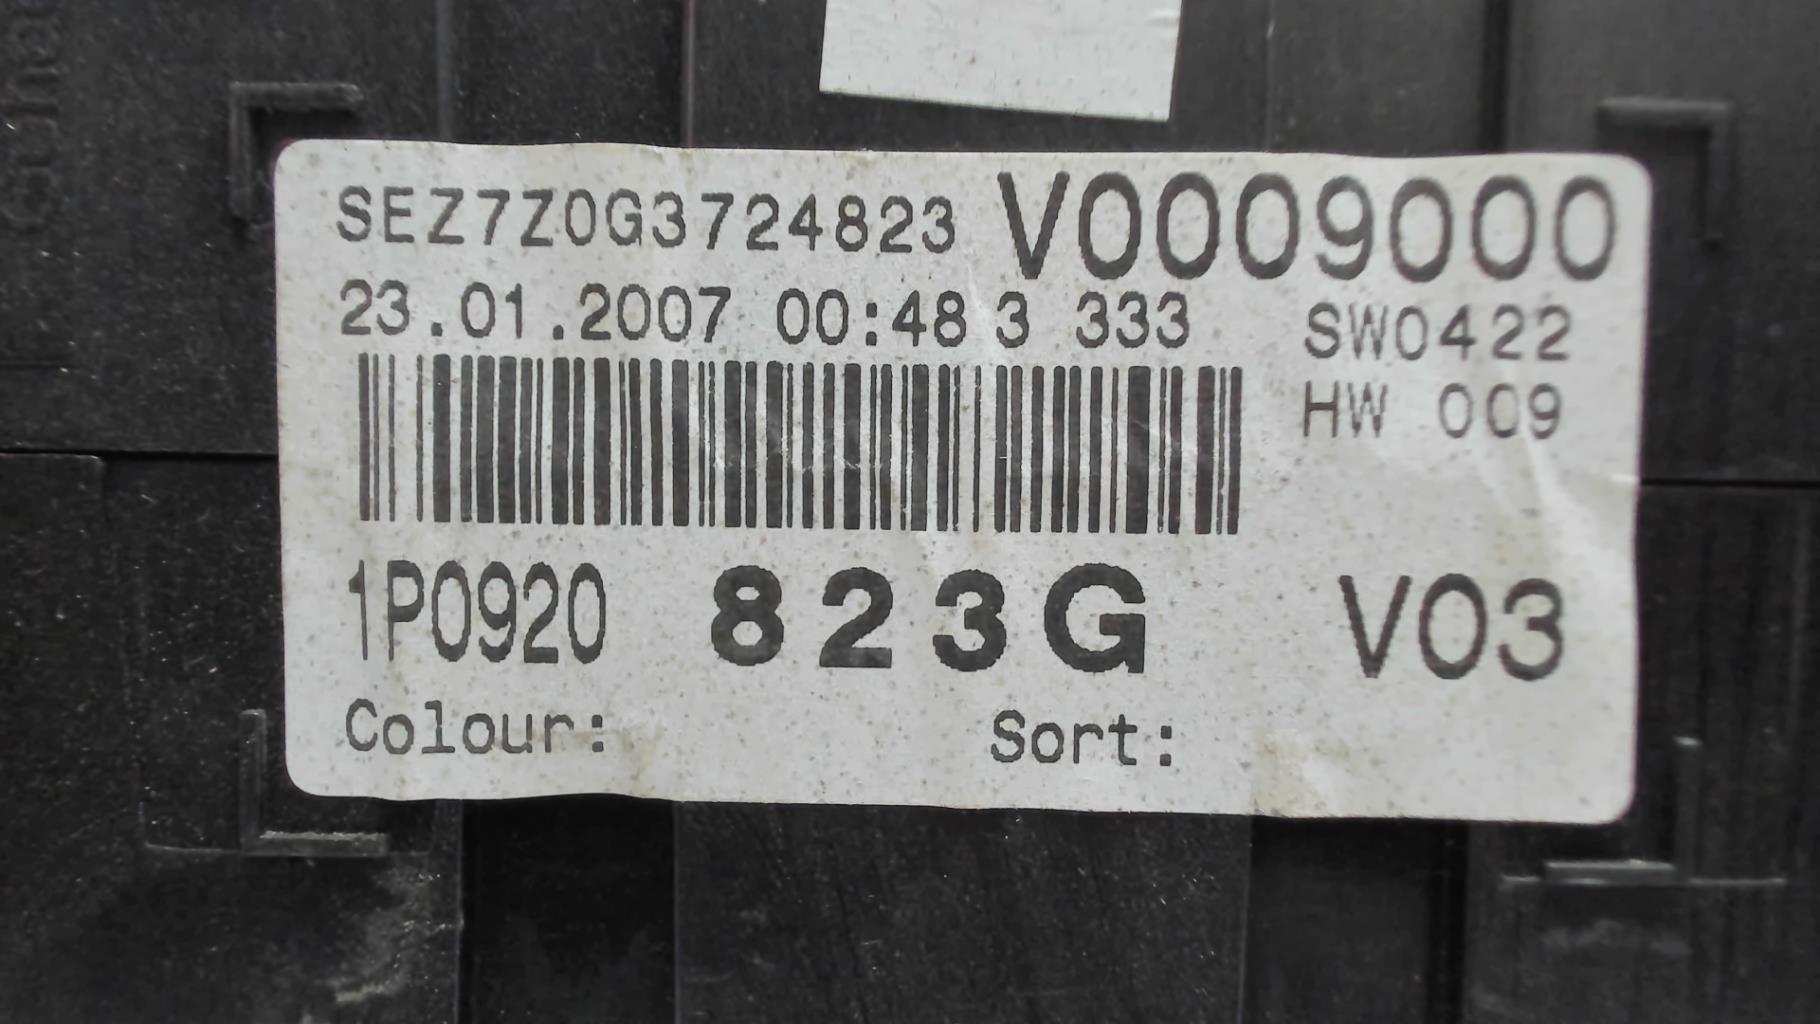 SEZ7Z0G3724823 V0009000
23.01.2007 00:48 3 333 SW0422
HW 009
1P0920 823G V03
Colour: Sort: